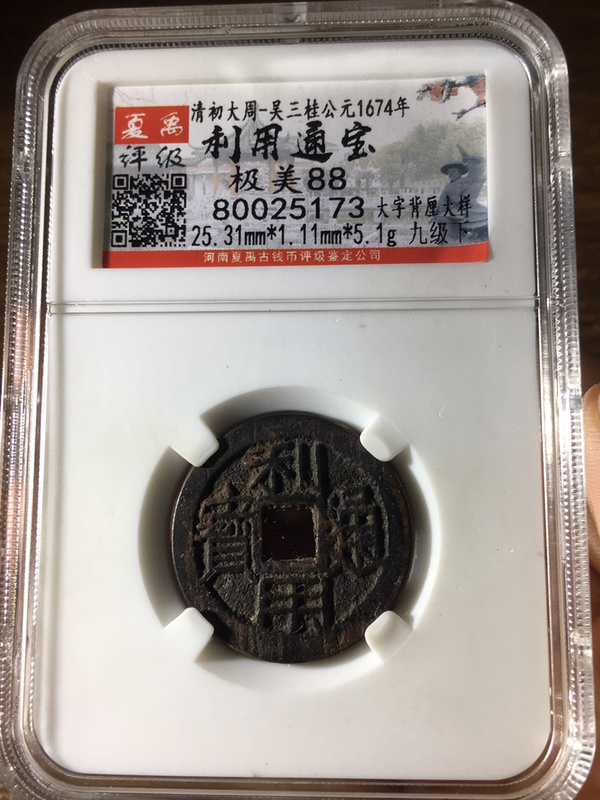 清初大周-吴三桂公元1674年
夏禹
评级
利用通宝
极美88
80025173 大字背厘大样
25.31mm*1.11mm*5.1g 九级下
河南夏禹古钱币评级鉴定公司
利用通寶